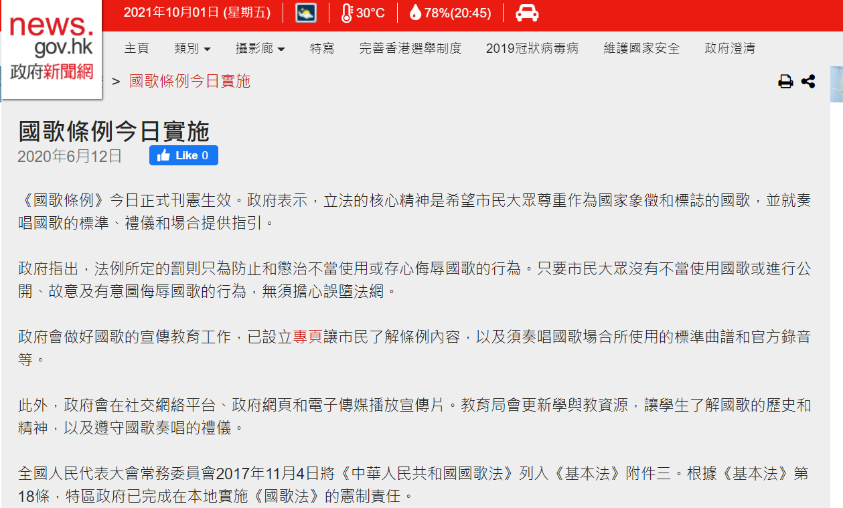 2021年10月01日 (星期五) 30°C 78%(20:45)
news.
gov.hk
政府新聞網
主頁 類別 攝影廊 特寫 完善香港選舉制度 2019冠狀病毒病 維護國家安全 政府澄清
> 國歌條例今日實施
國歌條例今日實施
2020年6月12日 Like 0
《國歌條例》今日正式刊憲生效。政府表示，立法的核心精神是希望市民大眾尊重作為國家象徵和標誌的國歌，並就奏
唱國歌的標準、禮儀和場合提供指引。
政府指出，法例所定的罰則只為防止和懲治不當使用或存心侮辱國歌的行為。只要市民大眾沒有不當使用國歌或進行公
開、故意及有意圖侮辱國歌的行為，無須擔心誤墮法網。
政府會做好國歌的宣傳教育工作，已設立專頁讓市民了解條例內容，以及須奏唱國歌場合所使用的標準曲譜和官方錄音
等。
此外，政府會在社交網絡平台、政府網頁和電子傳媒播放宣傳片。教育局會更新學與教資源，讓學生了解國歌的歷史和
精神，以及遵守國歌奏唱的禮儀。
全國人民代表大會常務委員會2017年11月4日將《中華人民共和國國歌法》列入《基本法》附件三。根據《基本法》第
18條，特區政府已完成在本地實施《國歌法》的憲制責任。